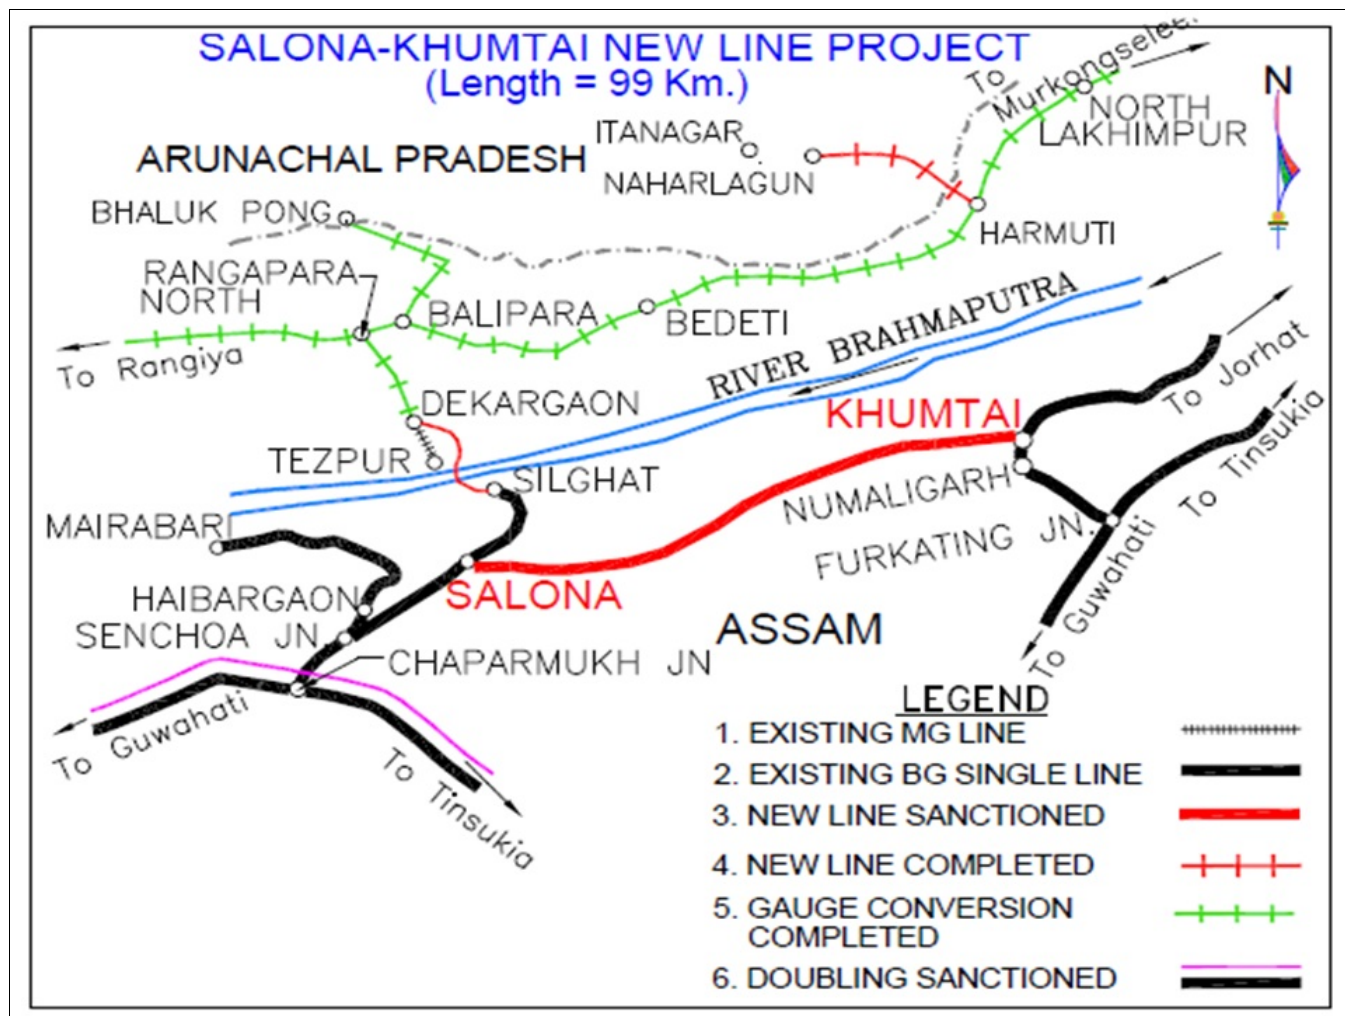 SALONA-KHUMTAI NEW LINE PROJECT
(Length = 99 Km.)
To
Murkongseleek
N
NORTH
LAKHIMPUR
ITANAGAR
ARUNACHAL PRADESH
NAHARLAGUN
BHALUK PONG
HARMUTI
RANGAPARA
NORTH
BALIPARA
BEDETI
RIVER BRAHMAPUTRA
To Rangiya
To Jorhat
DEKARGAON
KHUMTAI
To Tinsukia
TEZPUR
SILGHAT
NUMALIGARH
MAIRABARI
FURKATING JN.
HAIBARGAON
SALONA
To Guwahati
SENCHOA JN
ASSAM
CHAPARMUKH JN
To Guwahati
To Tinsukia
LEGEND
1. EXISTING MG LINE
2. EXISTING BG SINGLE LINE
3. NEW LINE SANCTIONED
4. NEW LINE COMPLETED
5. GAUGE CONVERSION
COMPLETED
6. DOUBLING SANCTIONED